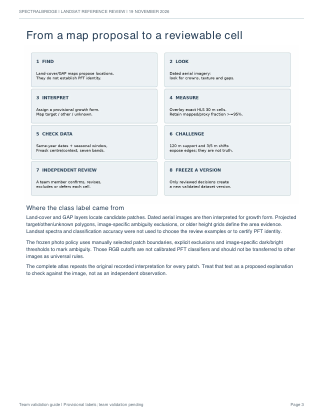 SPECTRALBRIDGE | LANDSAT REFERENCE REVIEW | 19 NOVEMBER 2026
From a map proposal to a reviewable cell
1 FIND
Landcover/GAP maps propose locations.
They do not establish PFT identity.
2 LOOK
Dated aerial imagery:
look for crowns, texture and gaps.
3 INTERPRET
Assign a provisional growth form.
Map target / other / unknown.
4 MEASURE
Overlay exact HLS 30 m cells.
Retain mapped/proxy fraction >=95%.
5 CHECK DATA
Same-year dates + seasonal window,
Fmask centre/context, seven bands.
6 CHALLENGE
120 m support and 3/5 m shifts
expose edges; they are not truth.
7 INDEPENDENT REVIEW
A team member confirms, revises,
excludes or defers each cell.
8 FREEZE A VERSION
Only reviewed decisions create
a new validated dataset version.
Where the class label came from
Landcover and GAP layers locate candidate patches. Dated aerial images are then interpreted for growth form. Projected
target/other/unknown polygons, image-specific ambiguity exclusions, or older height grids define the area evidence.
Landsat spectra and classification accuracy were not used to choose the review examples or to certify PFT identity.
The frozen photo policy uses manually selected patch boundaries, explicit exclusions and image-specific dark/bright
thresholds to mark ambiguity. Those RGB cutoffs are not calibrated PFT classifiers and should not be transferred to other
images as universal rules.
The complete atlas repeats the original recorded interpretation for every patch. Treat that text as a proposed explanation
to check against the image, not as an independent observation.
Team validation guide | Provisional labels, team validation pending
Page 3